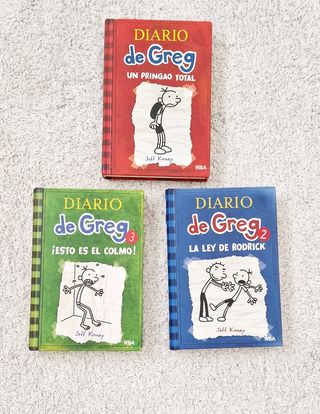 DIARIO
de Greg
UN PRINGAO TOTAL
Jeff Kinney
RBA
DIARIO
de Greg 3
¡ESTO ES EL COLMO!
Jeff Kinney
RBA
DIARIO
de Greg 2
LA LEY DE RODRICK
Jeff Kinney
RBA